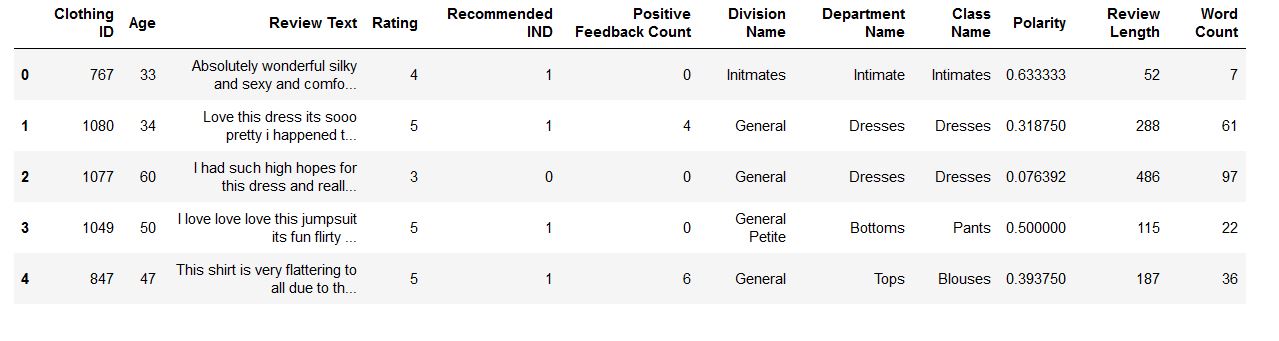 Clothing ID Age Review Text Rating Recommended IND Positive Feedback Count Division Name Department Name Class Name Polarity Review Length Word Count
0 767 33 Absolutely wonderful silky and sexy and comfo... 4 1 0 Initmates Intimate Intimates 0.633333 52 7
1 1080 34 Love this dress its sooo pretty i happened t... 5 1 4 General Dresses Dresses 0.318750 288 61
2 1077 60 I had such high hopes for this dress and reall... 3 0 0 General Dresses Dresses 0.076392 486 97
3 1049 50 I love love love this jumpsuit its fun flirty ... 5 1 0 General Petite Bottoms Pants 0.500000 115 22
4 847 47 This shirt is very flattering to all due to th... 5 1 6 General Tops Blouses 0.393750 187 36